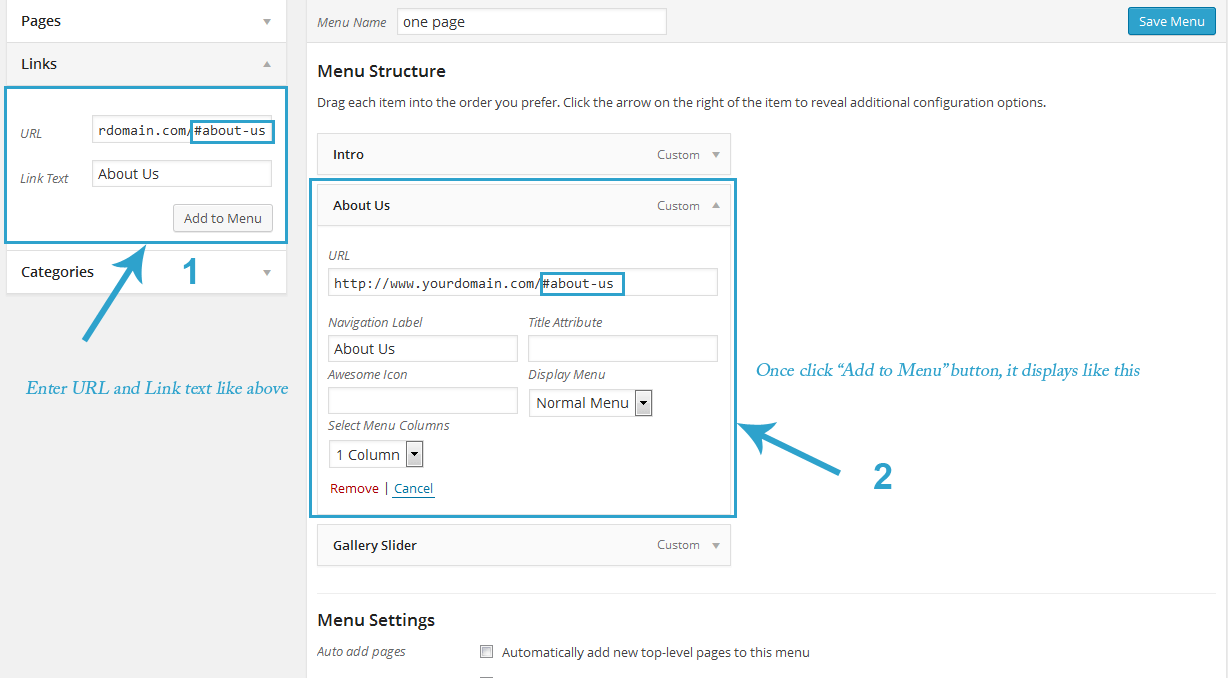 Pages
Links
URL
rdomain.com/#about-us
Link Text
About Us
Add to Menu
Categories
1
Enter URL and Link text like above
Menu Name
one page
Save Menu
Menu Structure
Drag each item into the order you prefer. Click the arrow on the right of the item to reveal additional configuration options.
Intro Custom
About Us Custom
URL
http://www.yourdomain.com/#about-us
Navigation Label Title Attribute
About Us
Awesome Icon Display Menu
Normal Menu
Select Menu Columns
1 Column
Remove | Cancel
Once click “Add to Menu” button, it displays like this
2
Gallery Slider Custom
Menu Settings
Auto add pages Automatically add new top-level pages to this menu